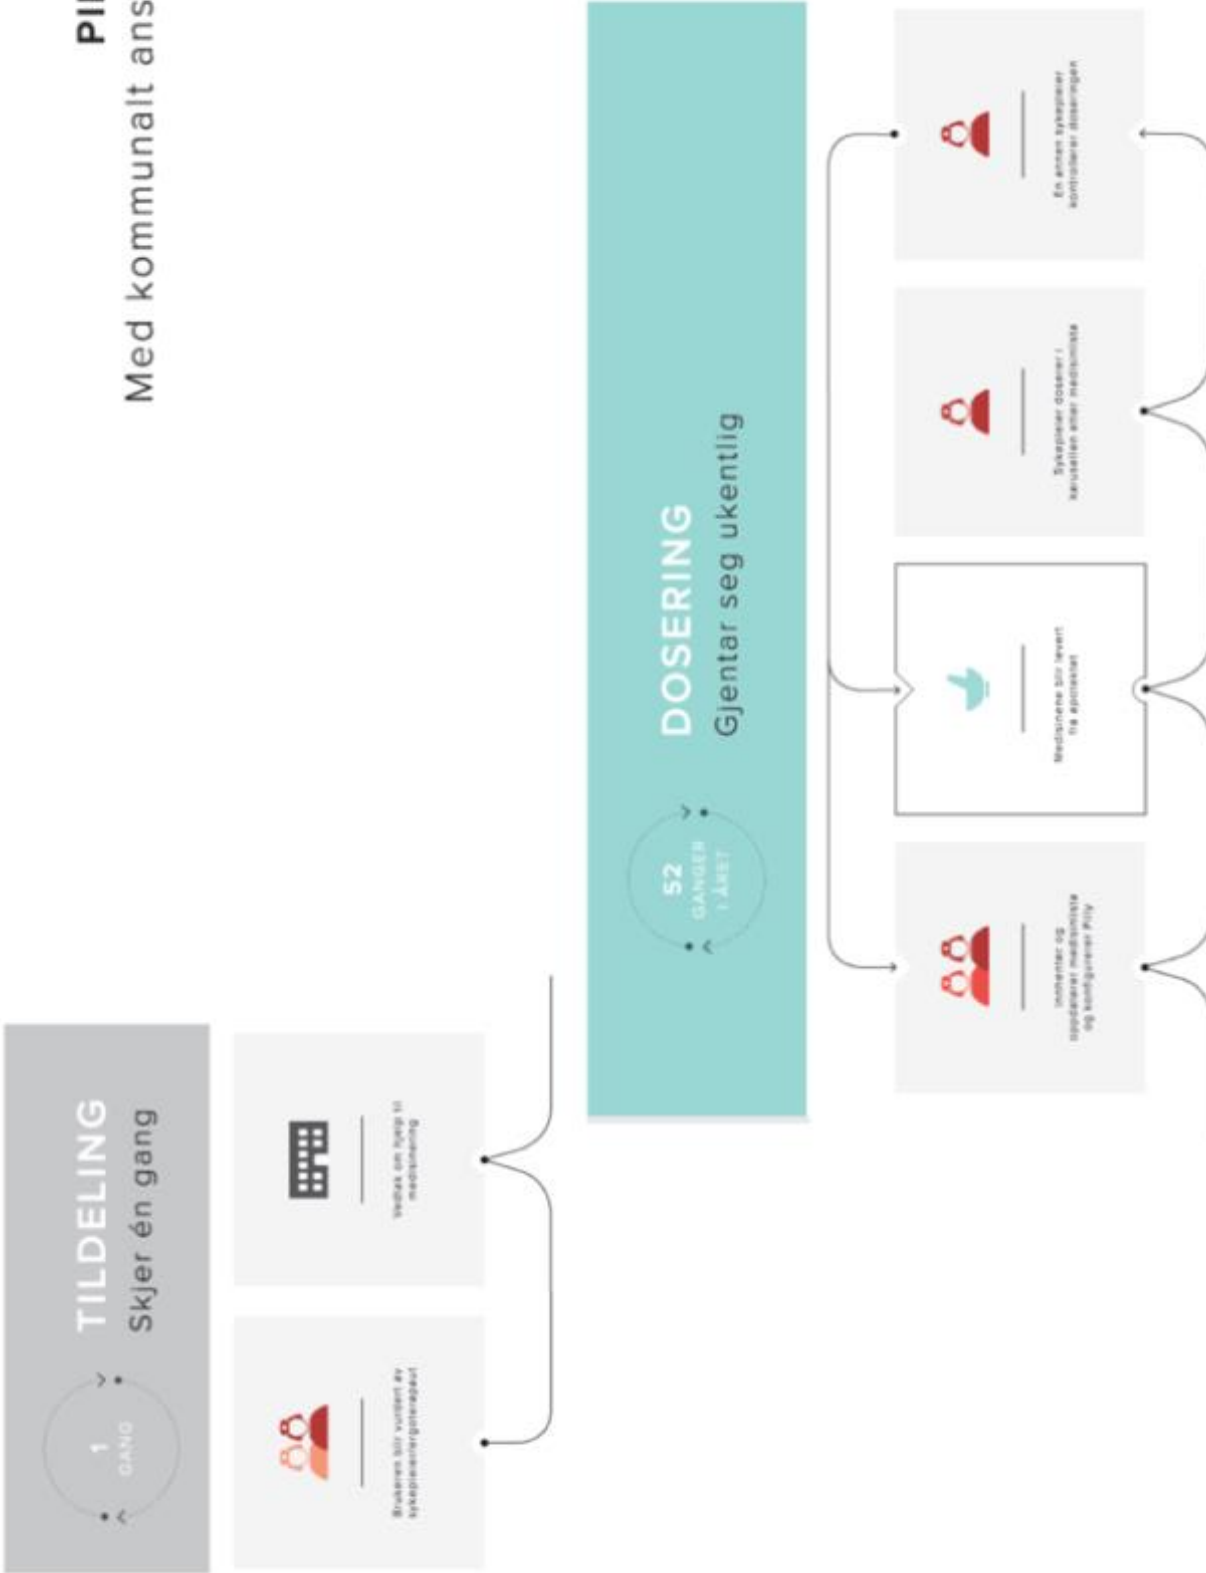 PI
Med kommunalt ans
TILDELING
Skjer én gang
1
GANG
Brukeren blir vurdert av
sykepleier/ergoterapeut
Vedtak om hjelp til
medisinering
DOSERING
Gjentar seg ukentlig
52
GANGER
I ÅRET
Innhenter og
oppdaterer medisinliste
og konfigurerer Pilly
Medisinene blir levert
fra apoteket
Sykepleier doserer i
karusellen etter medisinliste
En annen sykepleier
kontrollerer doseringen